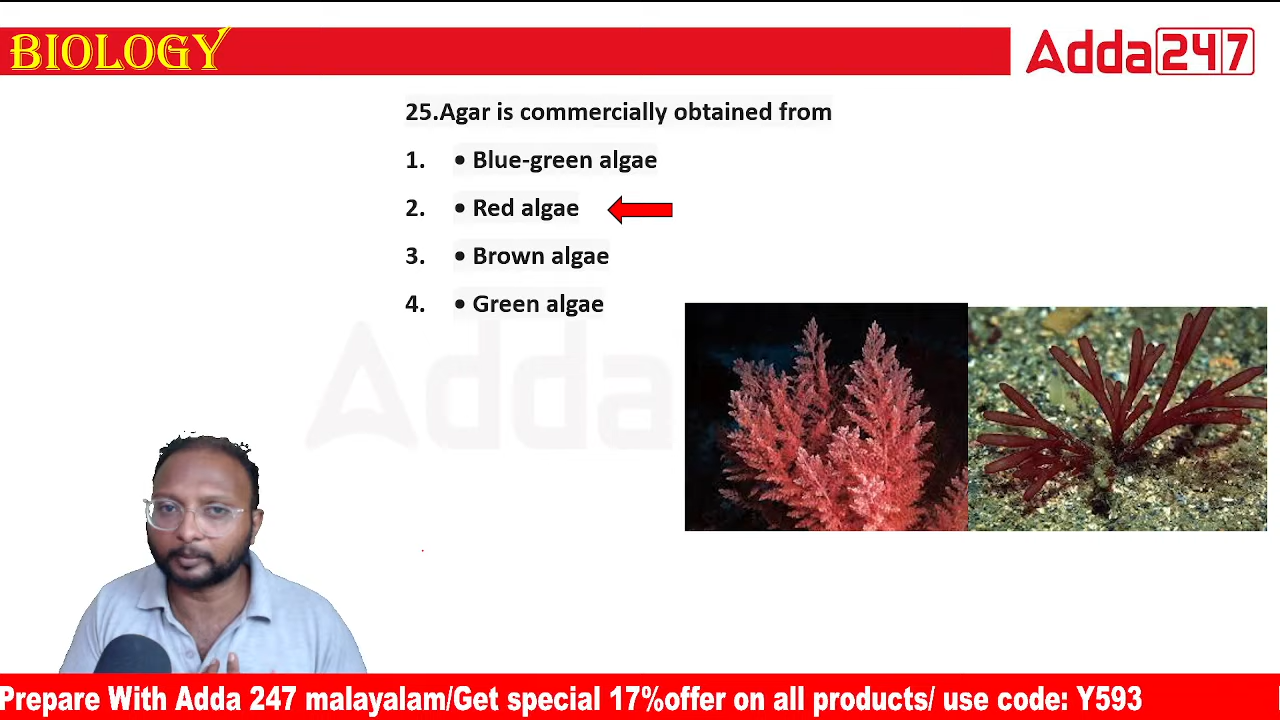 BIOLOGY
Adda247
25.Agar is commercially obtained from
1. • Blue-green algae
2. • Red algae
3. • Brown algae
4. • Green algae
Adda
Prepare With Adda 247 malayalam/Get special 17%offer on all products/ use code: Y593